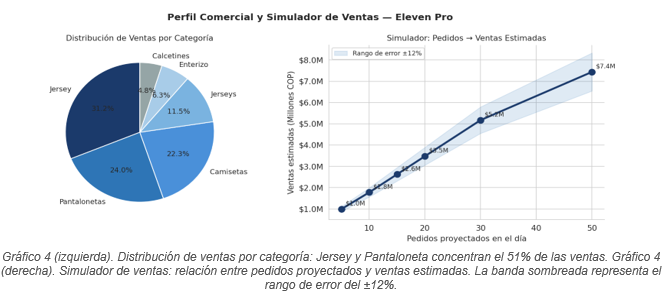 Perfil Comercial y Simulador de Ventas — Eleven Pro
Distribución de Ventas por Categoría
Calcetines
Enterizo
Jersey
Jerseys
4.8%
6.3%
11.5%
22.3%
24.0%
Camisetas
Pantalonetas
Simulador: Pedidos → Ventas Estimadas
Rango de error ±12%
Ventas estimadas (Millones COP)
$8.0M
$7.0M
$6.0M
$5.0M
$4.0M
$3.0M
$2.0M
$1.0M
$1.0M
$1.8M
$2.6M
$3.5M
$7.4M
10
20
30
40
50
Pedidos proyectados en el día
Gráfico 4 (izquierda). Distribución de ventas por categoría: Jersey y Pantaloneta concentran el 51% de las ventas. Gráfico 4
(derecha). Simulador de ventas: relación entre pedidos proyectados y ventas estimadas. La banda sombreada representa el
rango de error del ±12%.